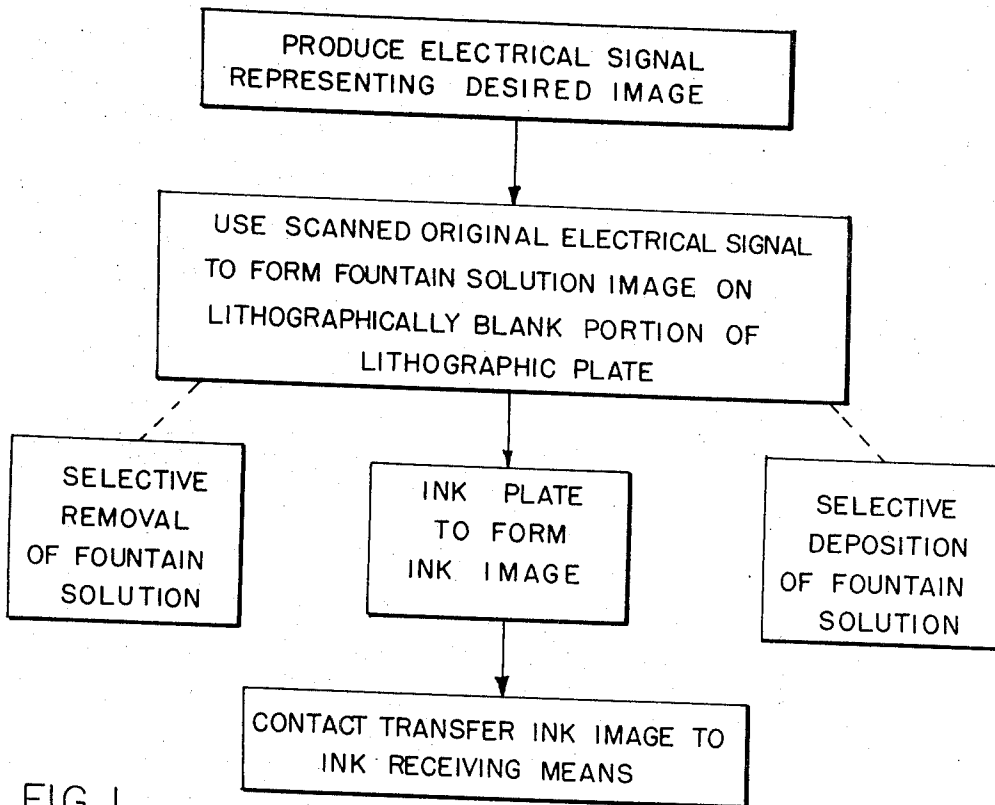 PRODUCE ELECTRICAL SIGNAL
REPRESENTING DESIRED IMAGE
USE SCANNED ORIGINAL ELECTRICAL SIGNAL
TO FORM FOUNTAIN SOLUTION IMAGE ON
LITHOGRAPHICALLY BLANK PORTION OF
LITHOGRAPHIC PLATE
SELECTIVE
REMOVAL
OF FOUNTAIN
SOLUTION
INK PLATE
TO FORM
INK IMAGE
SELECTIVE
DEPOSITION
OF FOUNTAIN
SOLUTION
CONTACT TRANSFER INK IMAGE TO
INK RECEIVING MEANS
FIG. 1